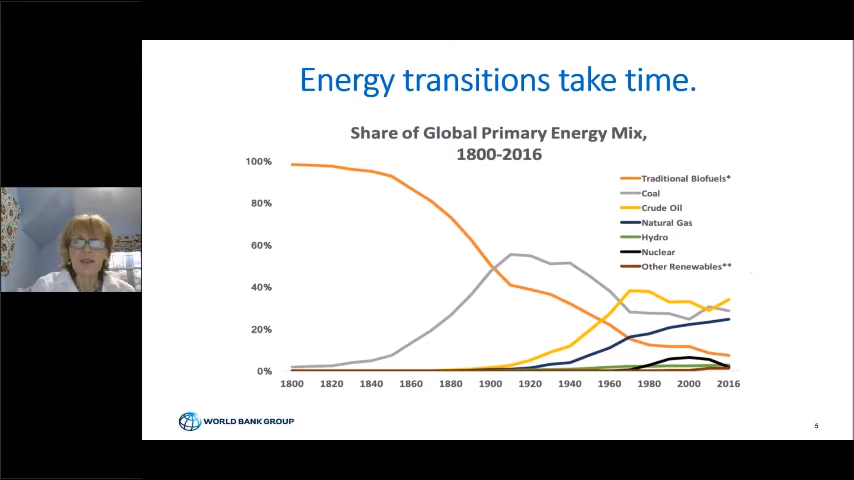 Energy transitions take time.
Share of Global Primary Energy Mix,
1800-2016
100%
80%
60%
40%
20%
0%
Traditional Biofuels*
Coal
Crude Oil
Natural Gas
Hydro
Nuclear
Other Renewables**
1800 1820 1840 1860 1880 1900 1920 1940 1960 1980 2000 2016
WORLD BANK GROUP
5